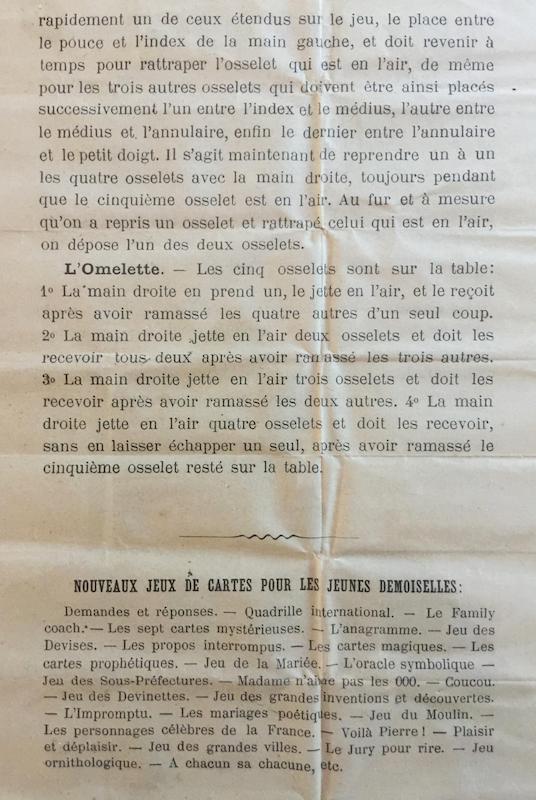 rapidement un de ceux étendus sur le jeu, le place entre
le pouce et l'index de la main gauche, et doit revenir à
temps pour rattraper l'osselet qui est en l'air, de même
pour les trois autres osselets qui doivent être ainsi placés
successivement l'un entre l'index et le médius, l'autre entre
le médius et l'annulaire, enfin le dernier entre l'annulaire
et le petit doigt. Il s'agit maintenant de reprendre un à un
les quatre osselets avec la main droite, toujours pendant
que le cinquième osselet est en l'air. Au fur et à mesure
qu'on a repris un osselet et rattrapé celui qui est en l'air,
on dépose l'un des deux osselets.
L'Omelette. — Les cinq osselets sont sur la table:
1o La main droite en prend un, le jette en l'air, et le reçoit
après avoir ramassé les quatre autres d'un seul coup.
2o La main droite jette en l'air deux osselets et doit les
recevoir tous deux après avoir ramassé les trois autres.
3o La main droite jette en l'air trois osselets et doit les
recevoir après avoir ramassé les deux autres. 4o La main
droite jette en l'air quatre osselets et doit les recevoir,
sans en laisser échapper un seul, après avoir ramassé le
cinquième osselet resté sur la table.
NOUVEAUX JEUX DE CARTES POUR LES JEUNES DEMOISELLES:
Demandes et réponses. — Quadrille international. — Le Family
coach. — Les sept cartes mystérieuses. — L'anagramme. — Jeu des
Devises. — Les propos interrompus. — Les cartes magiques. — Les
cartes prophétiques. — Jeu de la Mariée. — L'oracle symbolique —
Jeu des Sous-Préfectures. — Madame n'aime pas les OOO. — Coucou.
— Jeu des Devinettes. — Jeu des grandes inventions et découvertes.
— L'Impromptu. — Les mariages poétiques. — Jeu du Moulin. —
Les personnages célèbres de la France. — Voilà Pierre ! — Plaisir
et déplaisir. — Jeu des grandes villes. — Le Jury pour rire. — Jeu
ornithologique. — A chacun sa chacune, etc.